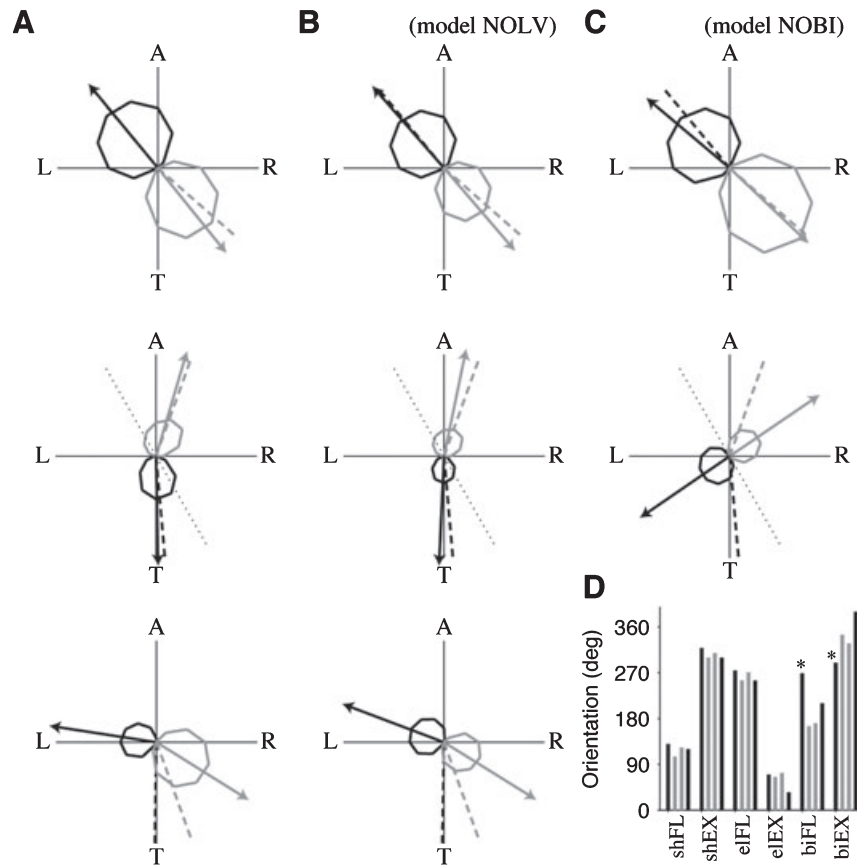 A B (model NOLV) C (model NOBI)
A A A
L R L R L R
T T T
A A A
L R L R L R
T T T
D
A A
L R L R
T T
Orientation (deg)
360
270
180
90
0
* *
shFL shEX elFL elEX biFL biEX